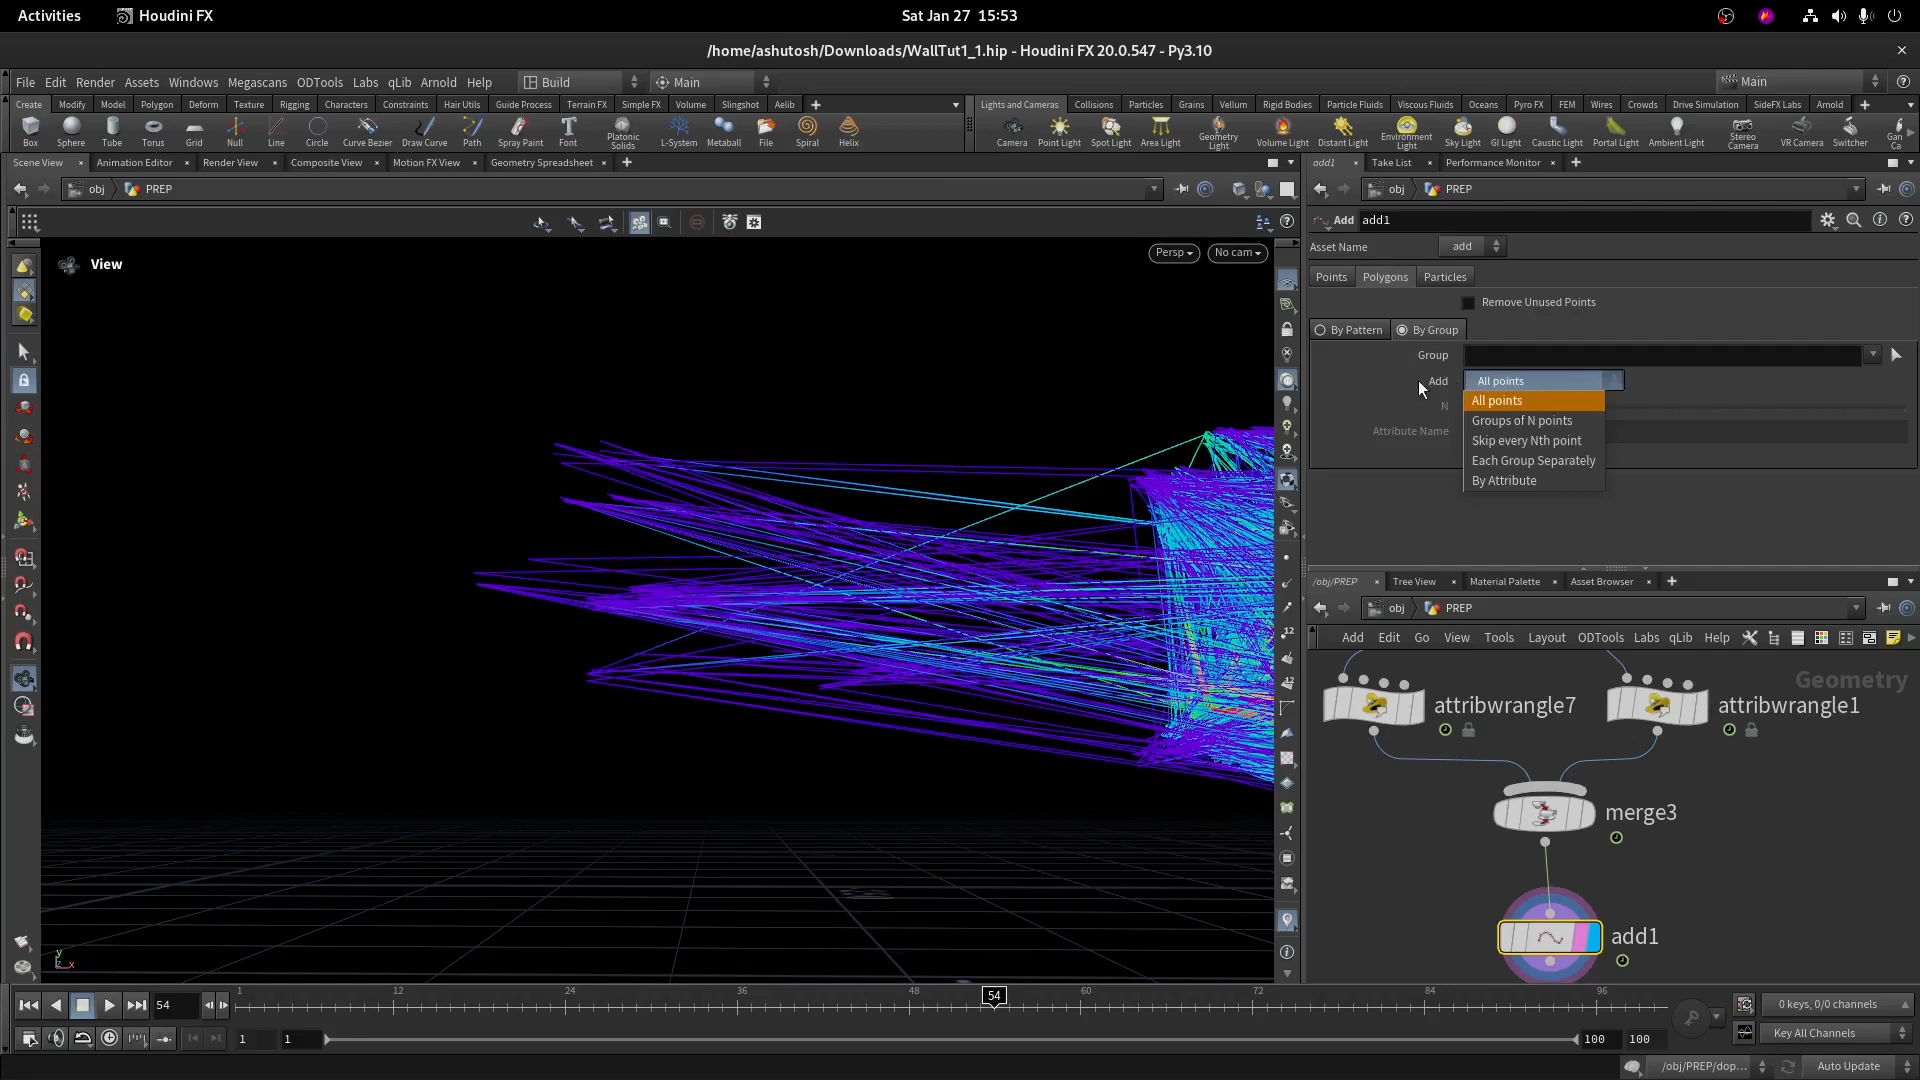 Activities Houdini FX Sat Jan 27 15:53
/home/ashutosh/Downloads/WallTut1_1.hip - Houdini FX 20.0.547 - Py3.10
File Edit Render Assets Windows Megascans ODTools Labs qLib Arnold Help Build Main Main
Create Modify Model Polygon Deform Texture Rigging Characters Constraints Hair Utils Guide Process Terrain FX Simple FX Volume Slingshot Aelib
Lights and Cameras Collisions Particles Grains Vellum Rigid Bodies Particle Fluids Viscous Fluids Oceans Pyro FX FEM Wires Crowds Drive Simulation SideFX Labs Arnold
Box Sphere Tube Torus Grid Null Line Circle Curve Bezier Draw Curve Path Spray Paint Font Platonic Solids L-System Metaball File Spiral Helix
Camera Point Light Spot Light Area Light Geometry Light Volume Light Distant Light Environment Light Sky Light GI Light Caustic Light Portal Light Ambient Light Stereo Camera VR Camera Switcher Gan Ca
Scene View Animation Editor Render View Composite View Motion FX View Geometry Spreadsheet
add1 Take List Performance Monitor
obj PREP
obj PREP
Add add1
Asset Name add
Points Polygons Particles
Remove Unused Points
By Pattern By Group
Group
Add All points
N
Attribute Name
All points
Groups of N points
Skip every Nth point
Each Group Separately
By Attribute
View
Persp No cam
12
12
y
z x
/obj/PREP Tree View Material Palette Asset Browser
obj PREP
Add Edit Go View Tools Layout ODTools Labs qLib Help
Geometry
attribwrangle7
attribwrangle1
merge3
add1
54
1 12 24 36 48 54 60 72 84 96
0 keys, 0/0 channels
1 1 100 100
Key All Channels
/obj/PREP/dop... Auto Update